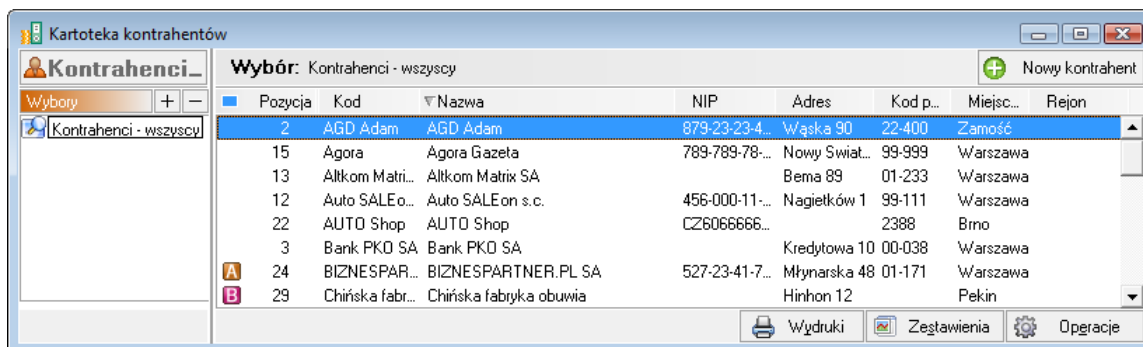 Kartoteka kontrahentów
Kontrahenci_
Wybór: Kontrahenci - wszyscy
Nowy kontrahent
Wybory + −
Kontrahenci - wszyscy
Pozycja Kod Nazwa NIP Adres Kod p... Miejsc... Rejon
2 AGD Adam AGD Adam 879-23-23-4... Wąska 90 22-400 Zamość
15 Agora Agora Gazeta 789-789-78-... Nowy Swiat... 99-999 Warszawa
13 Altkom Matri... Altkom Matrix SA Bema 89 01-233 Warszawa
12 Auto SALEo... Auto SALEon s.c. 456-000-11-... Nagietków 1 99-111 Warszawa
22 AUTO Shop AUTO Shop CZ6066666... 2388 Brno
3 Bank PKO SA Bank PKO SA Kredytowa 10 00-038 Warszawa
A 24 BIZNESPAR... BIZNESPARTNER.PL SA 527-23-41-7... Młynarska 48 01-171 Warszawa
B 29 Chińska fabr... Chińska fabryka obuwia Hinhon 12 Pekin
Wydruki Zestawienia Operacje